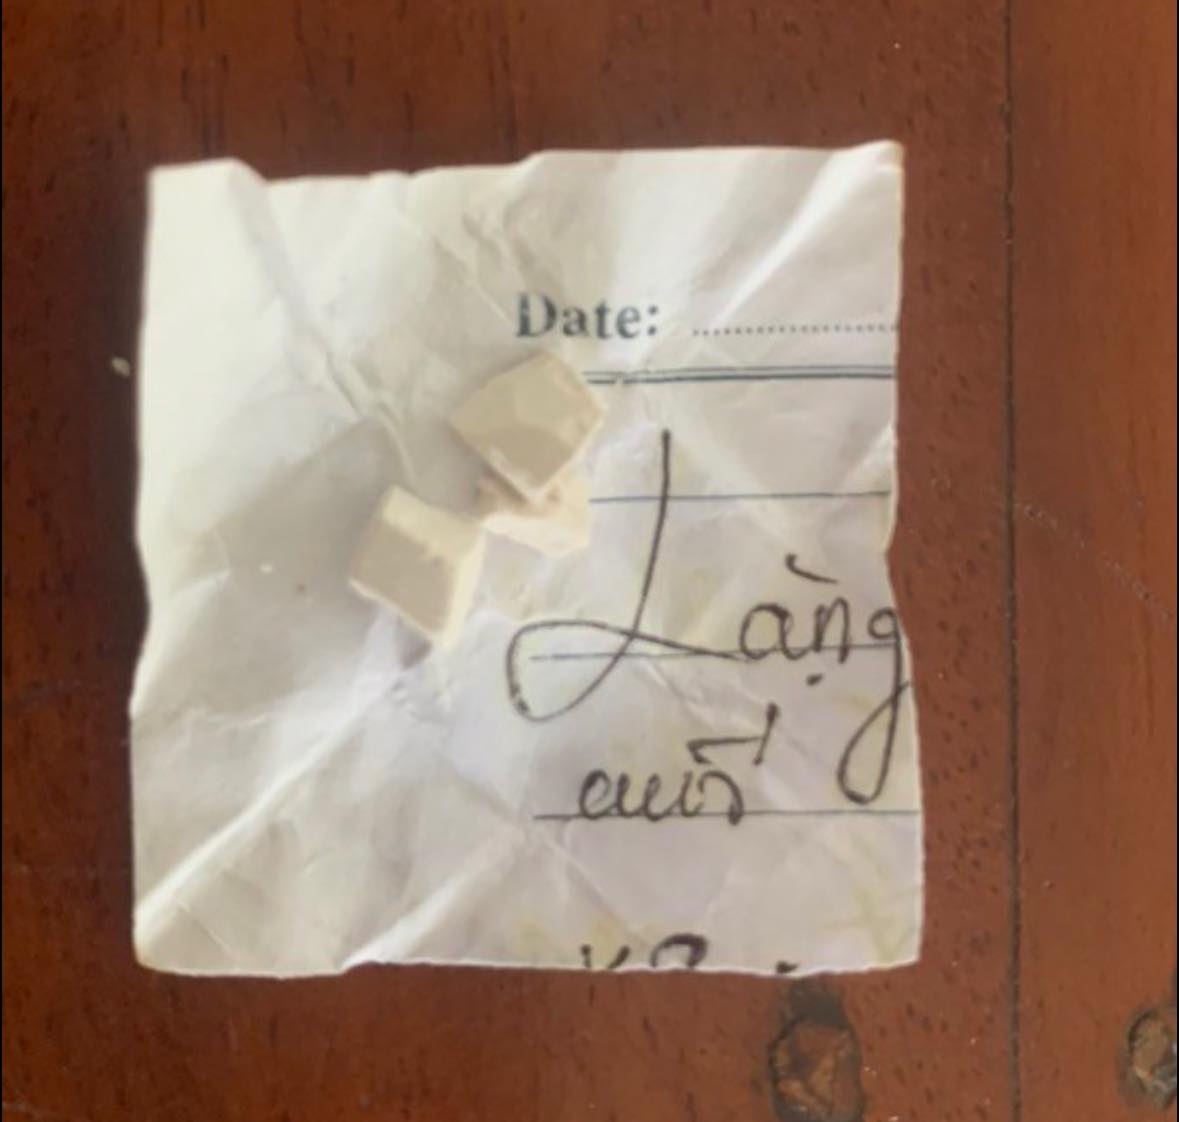 Date: ..................
Lặng
cuối